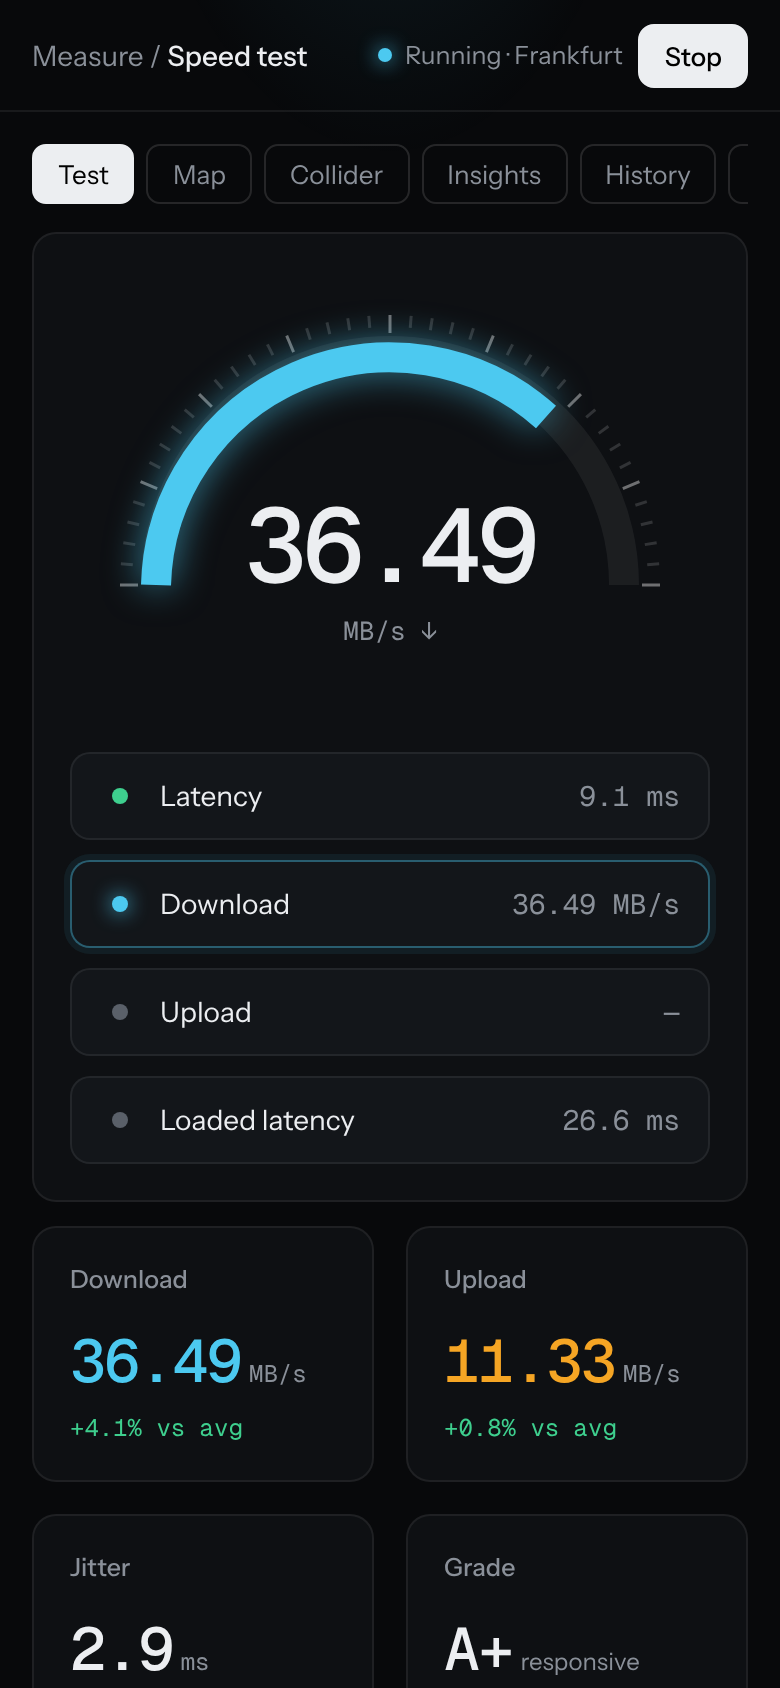 Measure / Speed test
Running · Frankfurt
Stop
Test
Map
Collider
Insights
History
36.49
MB/s ↓
Latency
9.1 ms
Download
36.49 MB/s
Upload
–
Loaded latency
26.6 ms
Download
36.49 MB/s
+4.1% vs avg
Upload
11.33 MB/s
+0.8% vs avg
Jitter
2.9 ms
Grade
A+ responsive